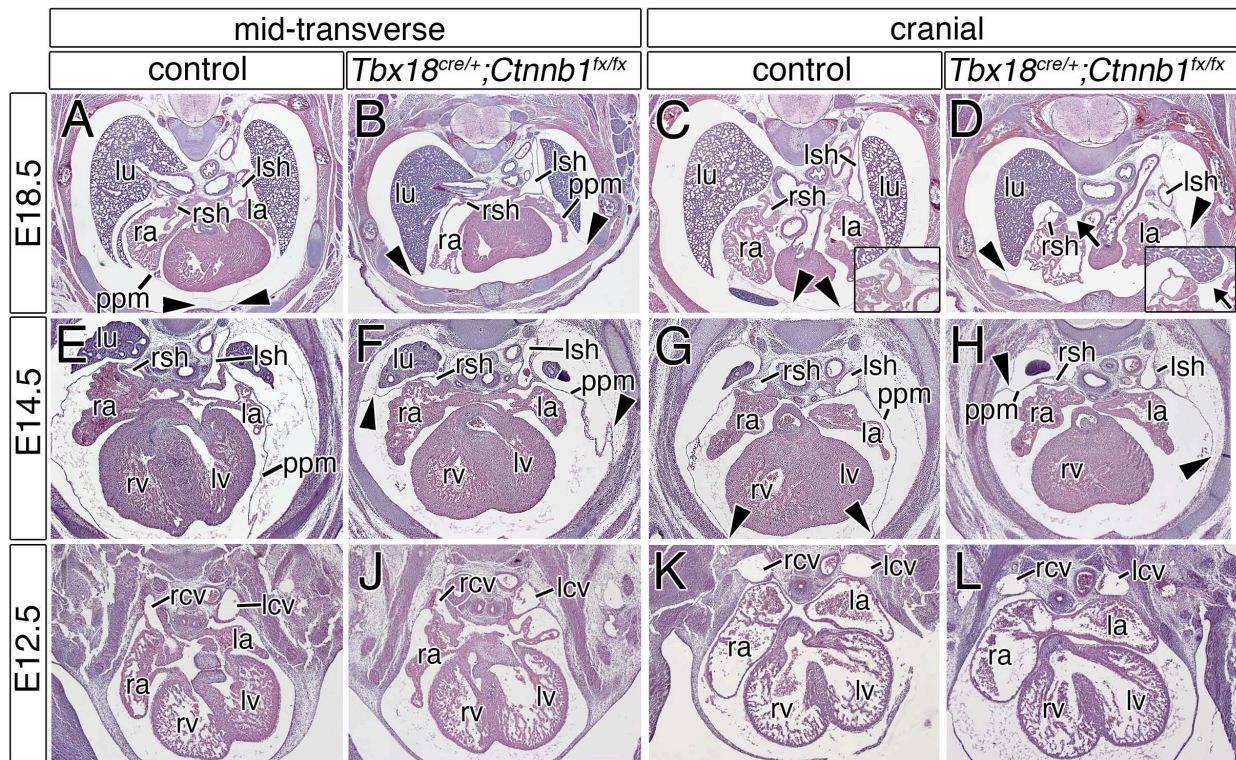 mid-transverse cranial
control Tbx18cre/+;Ctnnb1fx/fx control Tbx18cre/+;Ctnnb1fx/fx
E18.5
A lu lsh rsh la ra ppm
B lu lsh ppm rsh ra
C lsh rsh lu ra la
D lsh rsh la
E14.5
E lu rsh lsh ra la ppm rv lv
F lu lsh ppm rsh ra la rv lv
G rsh lsh ppm ra la rv lv
H rsh lsh ppm ra la rv
E12.5
rcv lcv la ra rv lv
J rcv lcv ra la rv lv
K rcv lcv la ra rv lv
L rcv lcv la ra rv lv